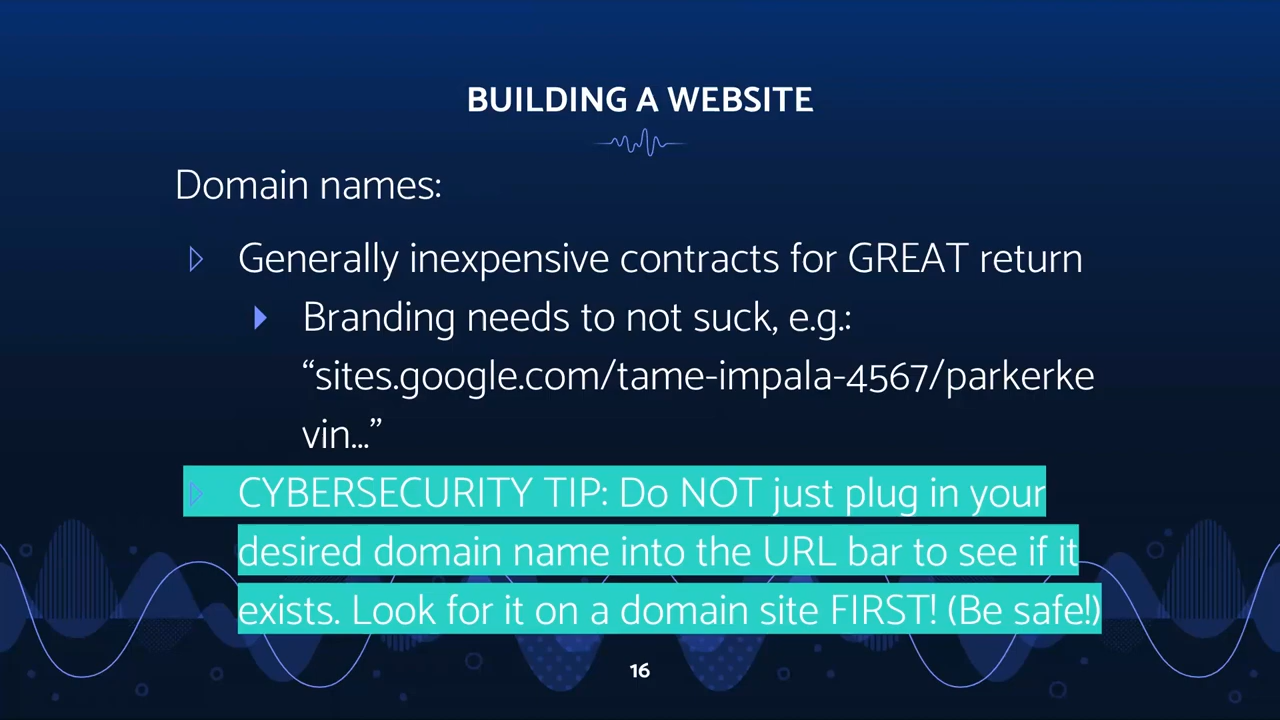 BUILDING A WEBSITE
Domain names:
Generally inexpensive contracts for GREAT return
Branding needs to not suck, e.g.:
“sites.google.com/tame-impala-4567/parkerke
vin...”
CYBERSECURITY TIP: Do NOT just plug in your
desired domain name into the URL bar to see if it
exists. Look for it on a domain site FIRST! (Be safe!)
16